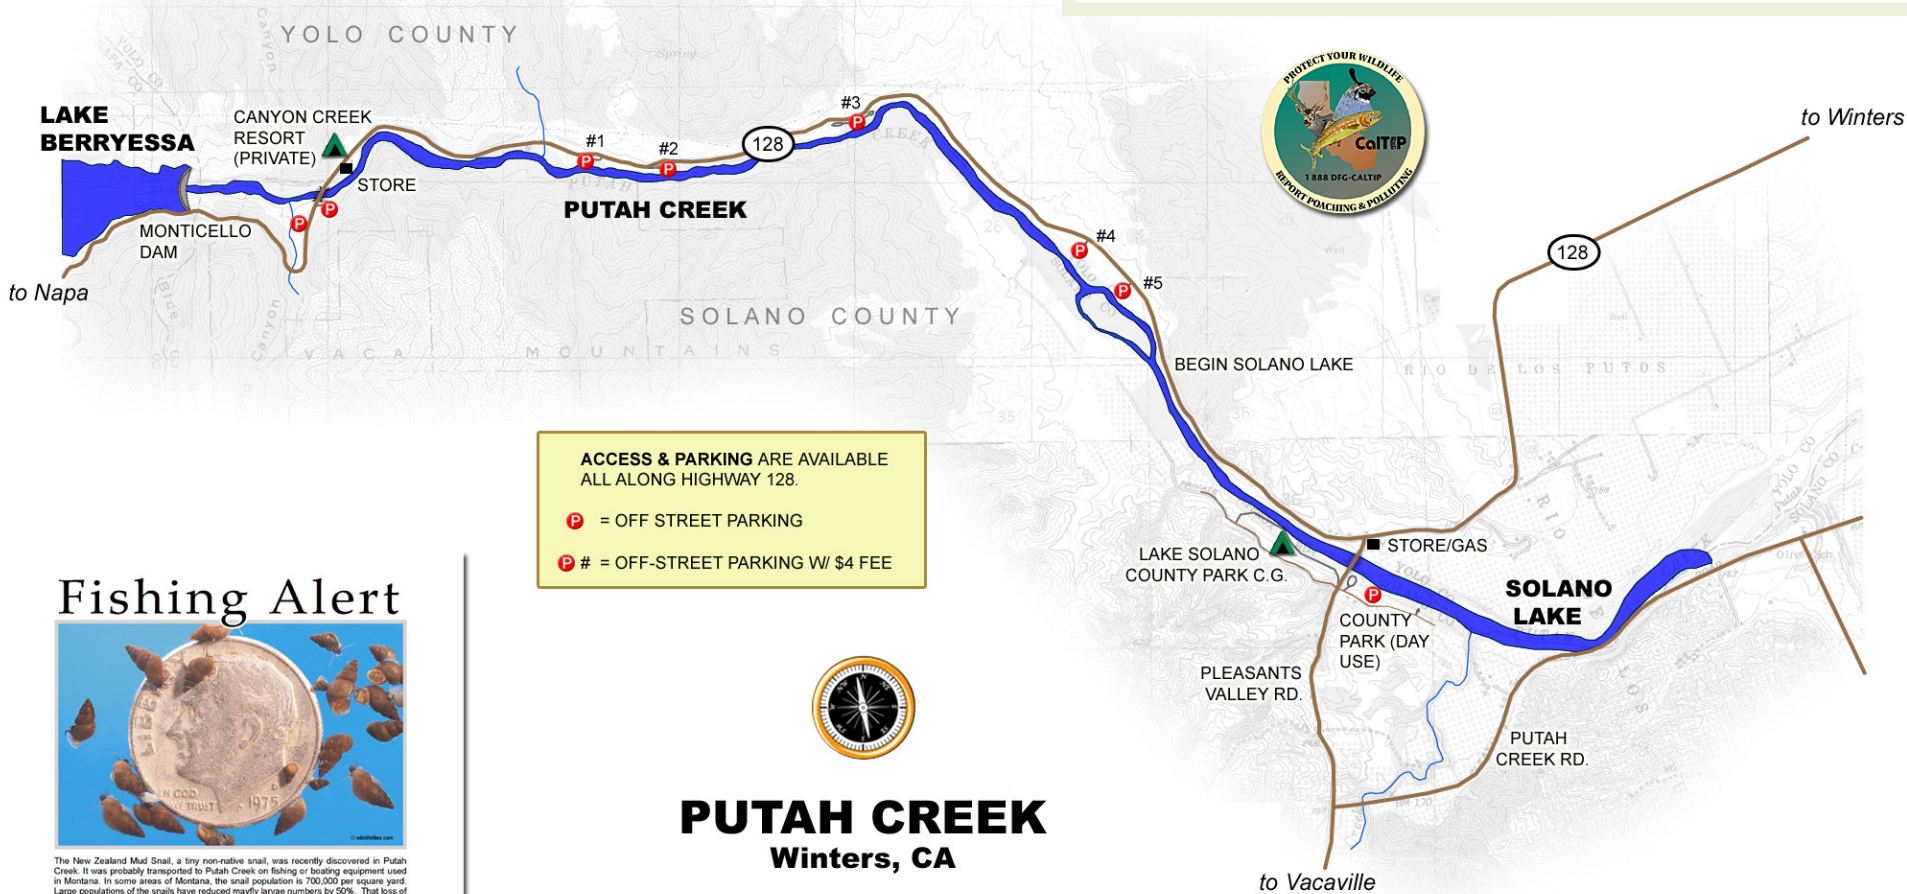 YOLO COUNTY
LAKE
BERRYESSA
CANYON CREEK
RESORT
(PRIVATE)
STORE
MONTICELLO
DAM
to Napa
#1
#2
128
#3
PUTAH
CREEK
PUTAH CREEK
SOLANO COUNTY
VACA MOUNTAINS
Canyon
Canyon
Blue
Spring
PROTECT YOUR WILDLIFE
CalTIP
1 888 DFG-CALTIP
REPORT POACHING & POLLUTING
to Winters
128
#4
#5
BEGIN SOLANO LAKE
RIO DE LOS PUTOS
ACCESS & PARKING ARE AVAILABLE
ALL ALONG HIGHWAY 128.
P = OFF STREET PARKING
P # = OFF-STREET PARKING W/ $4 FEE
LAKE SOLANO
COUNTY PARK C.G.
STORE/GAS
SOLANO
LAKE
COUNTY
PARK (DAY
USE)
PLEASANTS
VALLEY RD.
PUTAH
CREEK RD.
to Vacaville
Fishing Alert
LIBE
IN GOD
WE TRUST
1975
D
The New Zealand Mud Snail, a tiny non-native snail, was recently discovered in Putah
Creek. It was probably transported to Putah Creek on fishing or boating equipment used
in Montana. In some areas of Montana, the snail population is 700,000 per square yard.
Large populations of the snails have reduced mayfly larvae numbers by 50%. That loss of
PUTAH CREEK
Winters, CA